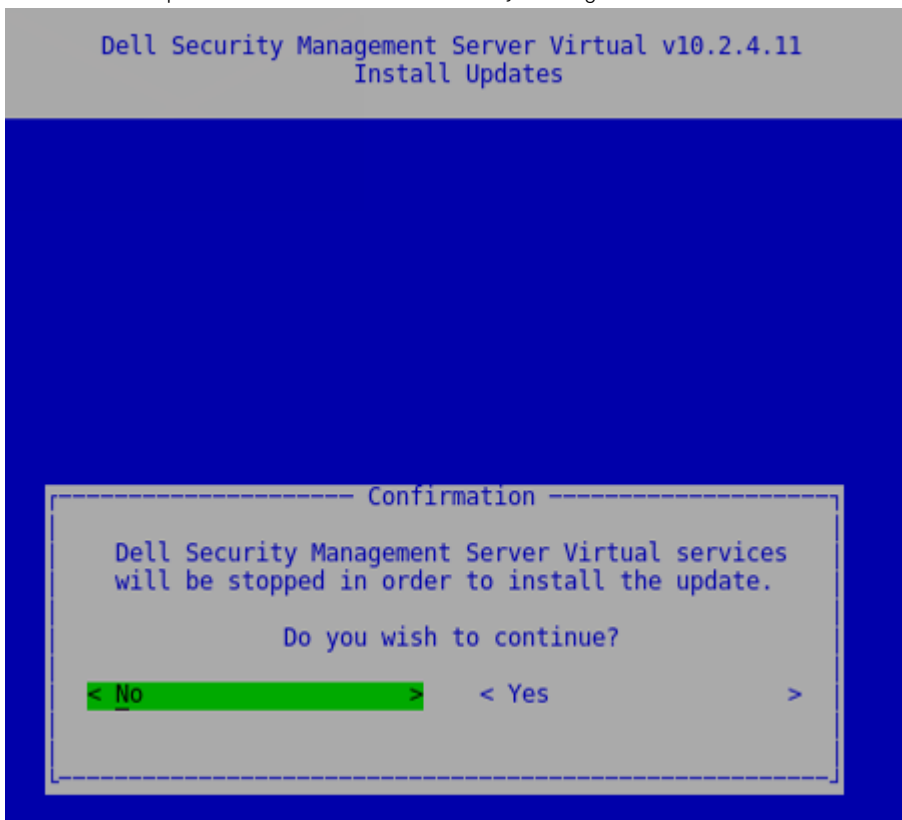 Dell Security Management Server Virtual v10.2.4.11
Install Updates
Confirmation
Dell Security Management Server Virtual services
will be stopped in order to install the update.
Do you wish to continue?
< No > < Yes >